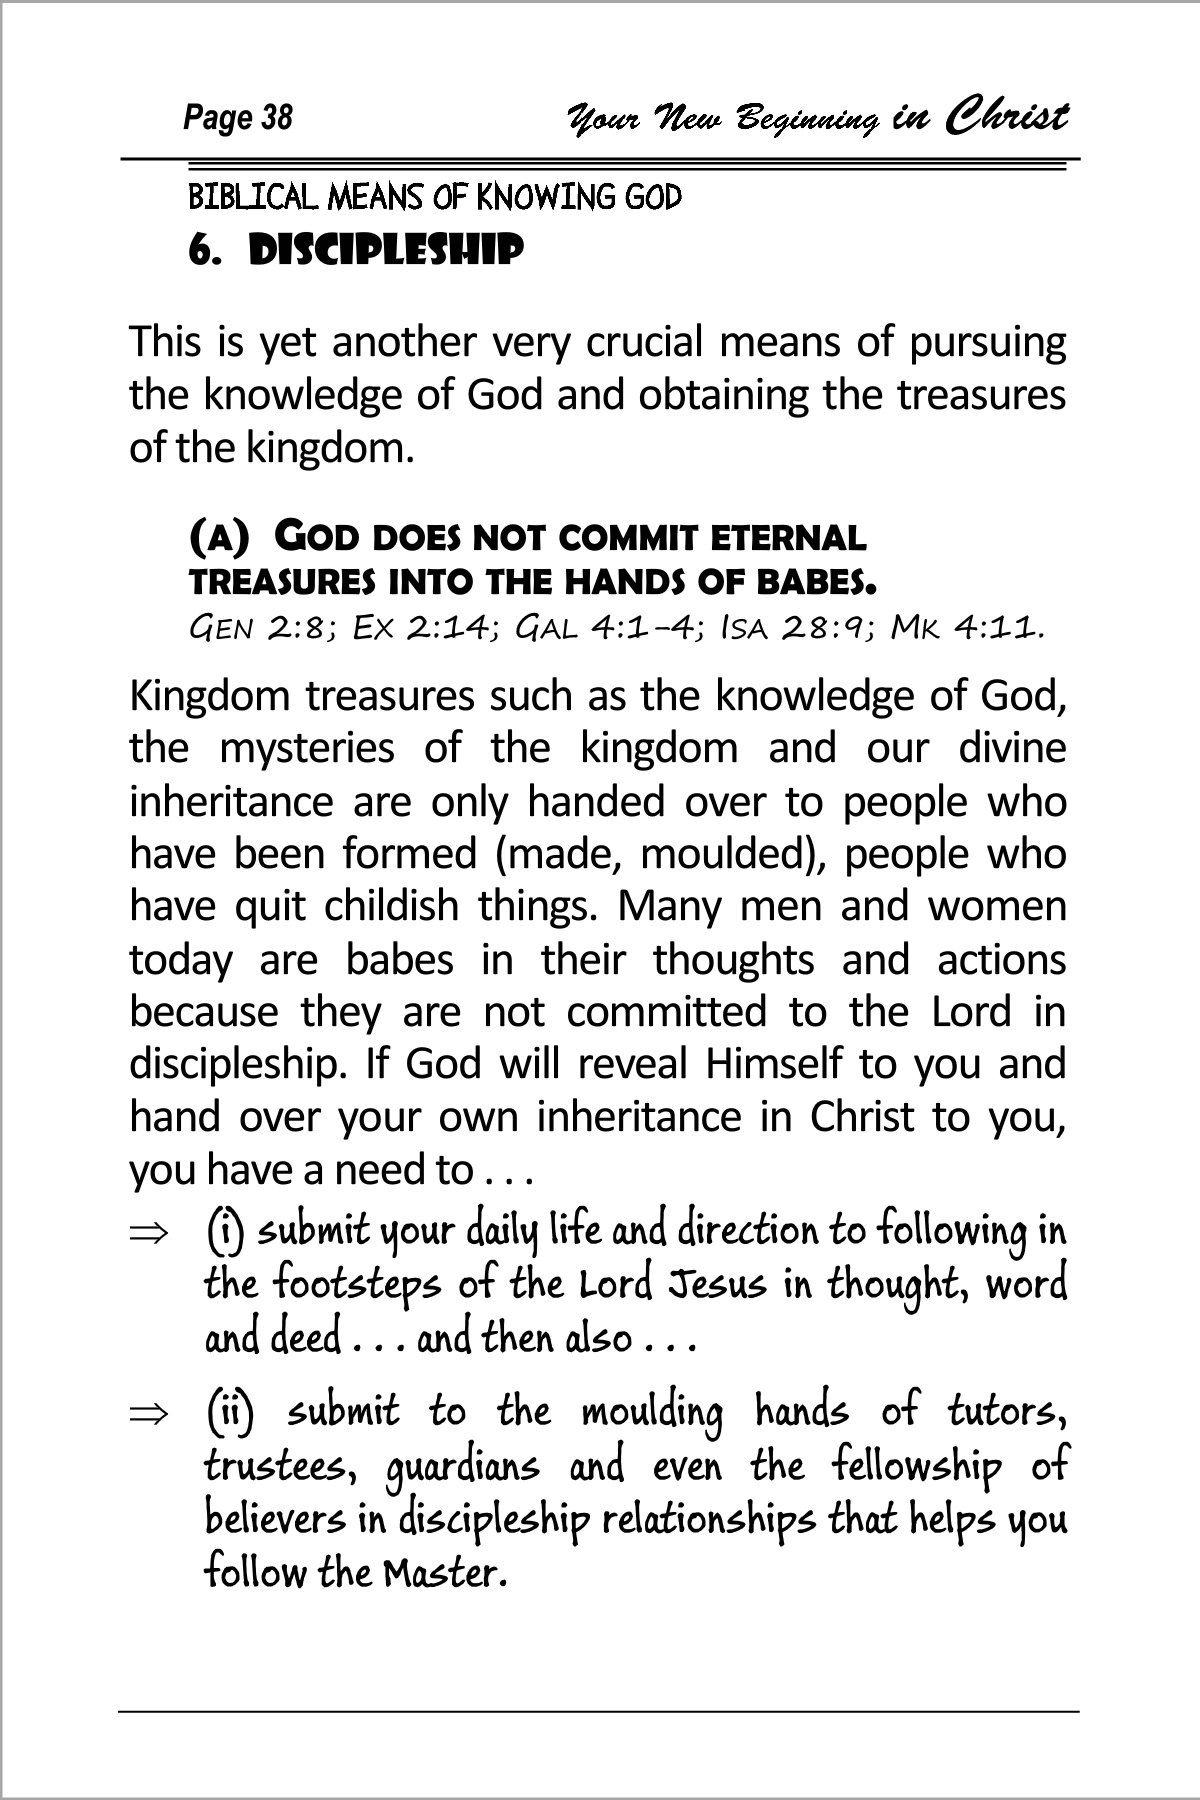 Page 38 Your New Beginning in Christ
BIBLICAL MEANS OF KNOWING GOD
6. DISCIPLESHIP
This is yet another very crucial means of pursuing
the knowledge of God and obtaining the treasures
of the kingdom.
(A) GOD DOES NOT COMMIT ETERNAL
TREASURES INTO THE HANDS OF BABES.
GEN 2:8; EX 2:14; GAL 4:1-4; ISA 28:9; MK 4:11.
Kingdom treasures such as the knowledge of God,
the mysteries of the kingdom and our divine
inheritance are only handed over to people who
have been formed (made, moulded), people who
have quit childish things. Many men and women
today are babes in their thoughts and actions
because they are not committed to the Lord in
discipleship. If God will reveal Himself to you and
hand over your own inheritance in Christ to you,
you have a need to . . .
⇒ (i) submit your daily life and direction to following in
the footsteps of the Lord Jesus in thought, word
and deed . . . and then also . . .
⇒ (ii) submit to the moulding hands of tutors,
trustees, guardians and even the fellowship of
believers in discipleship relationships that helps you
follow the Master.